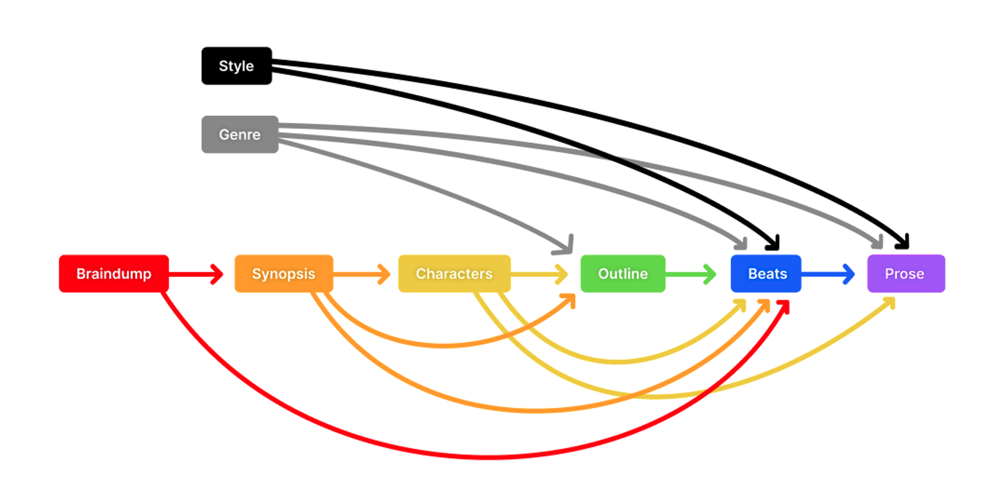 Style
Genre
Braindump
Synopsis
Characters
Outline
Beats
Prose